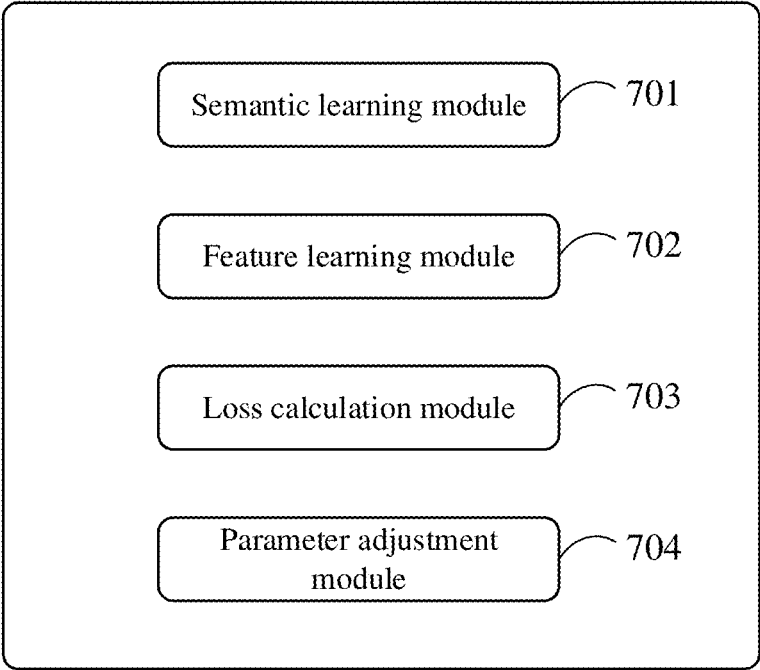 Semantic learning module
701
Feature learning module
702
Loss calculation module
703
Parameter adjustment
module
704